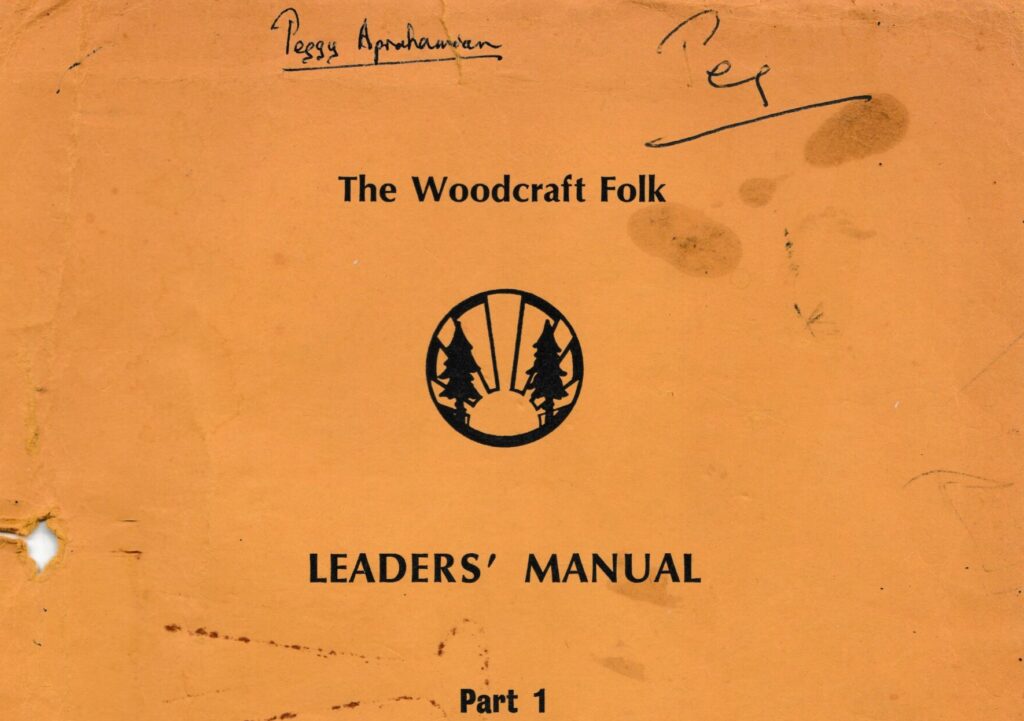 Peggy Aprahamian
Peg
The Woodcraft Folk
LEADERS' MANUAL
Part 1